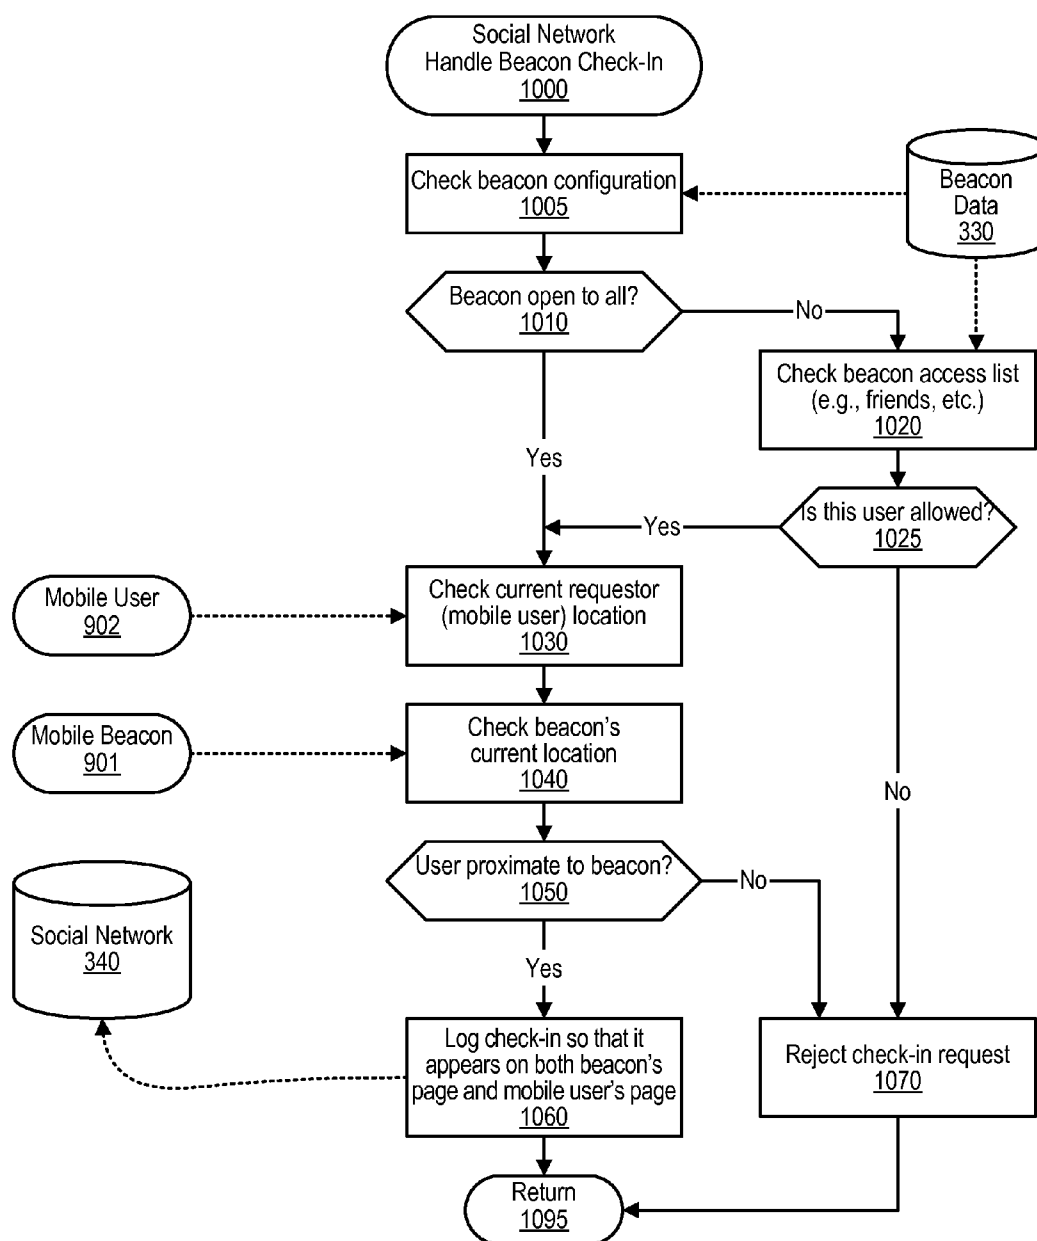 Social Network
Handle Beacon Check-In
1000
Check beacon configuration
1005
Beacon
Data
330
Beacon open to all?
1010
No
Check beacon access list
(e.g., friends, etc.)
1020
Yes
Is this user allowed?
1025
Yes
Mobile User
902
Check current requestor
(mobile user) location
1030
Mobile Beacon
901
Check beacon's
current location
1040
No
User proximate to beacon?
1050
No
Social Network
340
Yes
Log check-in so that it
appears on both beacon's
page and mobile user's page
1060
Reject check-in request
1070
Return
1095